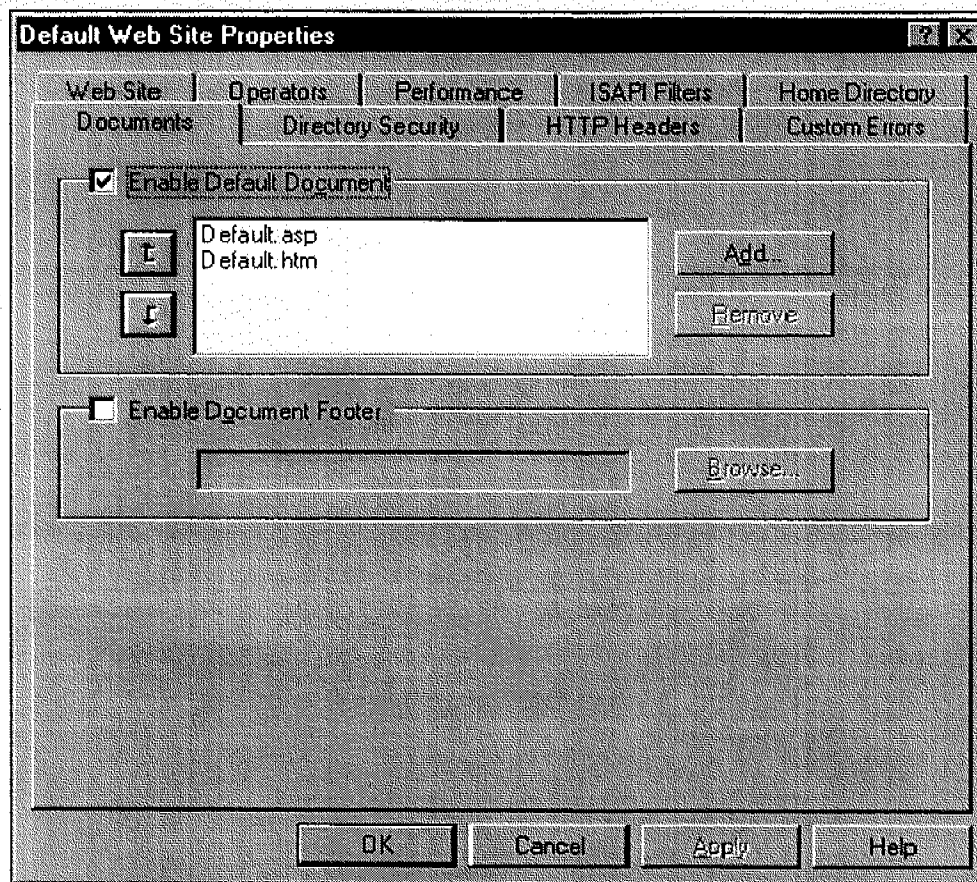 Default Web Site Properties
Web Site Operators Performance ISAPI Filters Home Directory
Documents Directory Security HTTP Headers Custom Errors
Enable Default Document
Default.asp
Default.htm
Add...
Remove
Enable Document Footer
Browse...
OK Cancel Apply Help